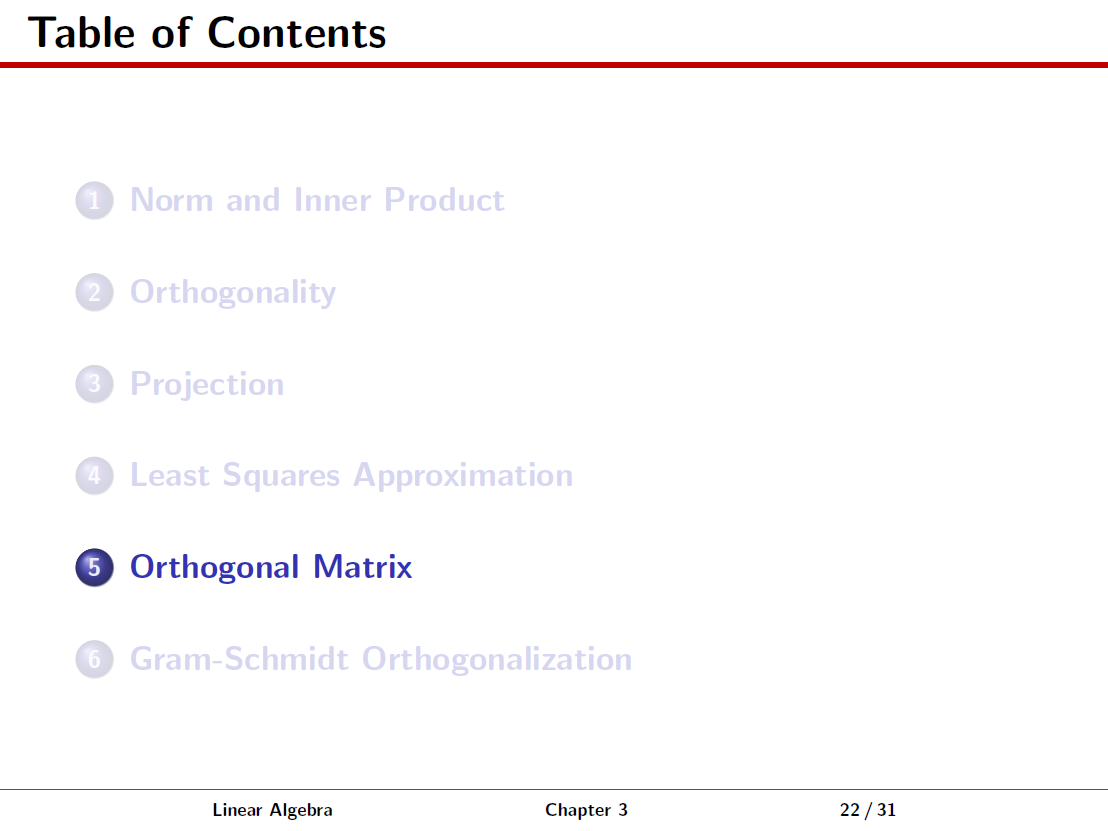 Table of Contents
1 Norm and Inner Product
2 Orthogonality
3 Projection
4 Least Squares Approximation
5 Orthogonal Matrix
6 Gram-Schmidt Orthogonalization
Linear Algebra Chapter 3 22 / 31